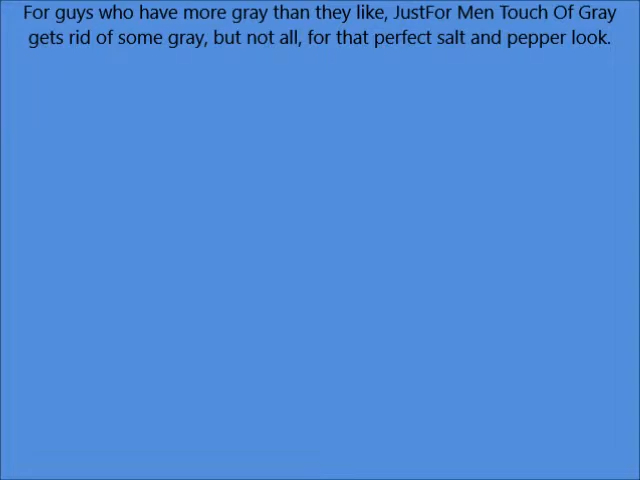 For guys who have more gray than they like, JustFor Men Touch Of Gray
gets rid of some gray, but not all, for that perfect salt and pepper look.